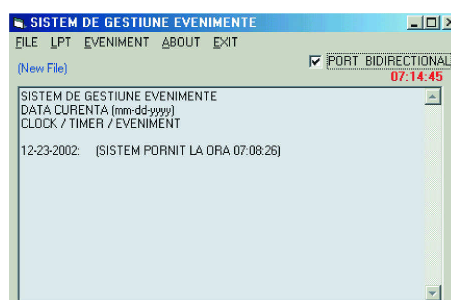 SISTEM DE GESTIUNE EVENIMENTE
FILE LPT EVENIMENT ABOUT EXIT
PORT BIDIRECTIONAL
(New File)
07:14:45
SISTEM DE GESTIUNE EVENIMENTE
DATA CURENTA (mm-dd-yyyy)
CLOCK / TIMER / EVENIMENT
12-23-2002: (SISTEM PORNIT LA ORA 07:08:26)